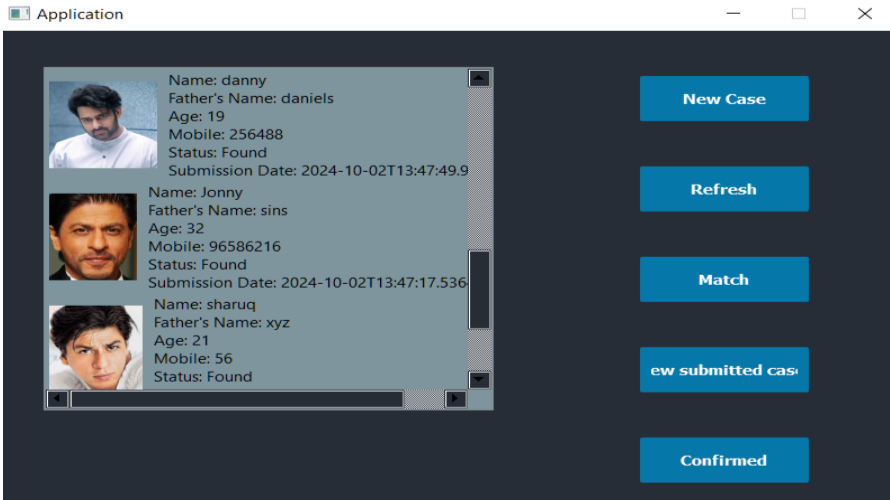 Application
Name: danny
Father's Name: daniels
Age: 19
Mobile: 256488
Status: Found
Submission Date: 2024-10-02T13:47:49.9
Name: Jonny
Father's Name: sins
Age: 32
Mobile: 96586216
Status: Found
Submission Date: 2024-10-02T13:47:17.536
Name: sharuq
Father's Name: xyz
Age: 21
Mobile: 56
Status: Found
New Case
Refresh
Match
ew submitted cas
Confirmed